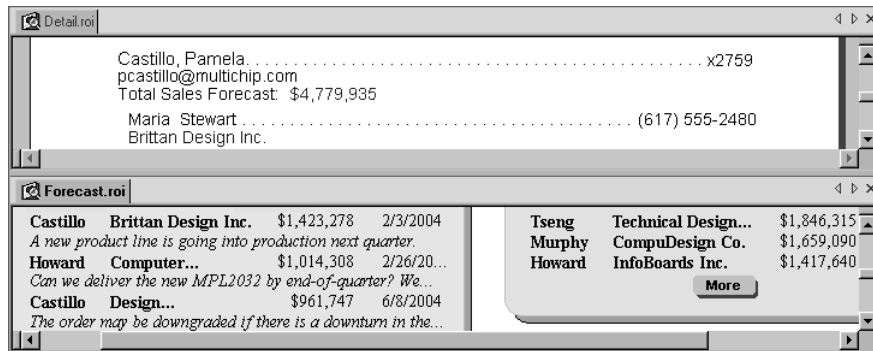 Detail.roi
Castillo, Pamela. . . . . . . . . . . . . . . . . . . . . . . . . . . . . . . . . . . . . . . . . . . . . . . . . . . x2759
pcastillo@multichip.com
Total Sales Forecast: $4,779,935
Maria Stewart . . . . . . . . . . . . . . . . . . . . . . . . . . . . . . . . . . . . . . . . . (617) 555-2480
Brittan Design Inc.
Forecast.roi
Castillo Brittan Design Inc. $1,423,278 2/3/2004
A new product line is going into production next quarter.
Howard Computer... $1,014,308 2/26/20...
Can we deliver the new MPL2032 by end-of-quarter? We...
Castillo Design... $961,747 6/8/2004
The order may be downgraded if there is a downturn in the...
Tseng Technical Design... $1,846,315
Murphy CompuDesign Co. $1,659,090
Howard InfoBoards Inc. $1,417,640
More